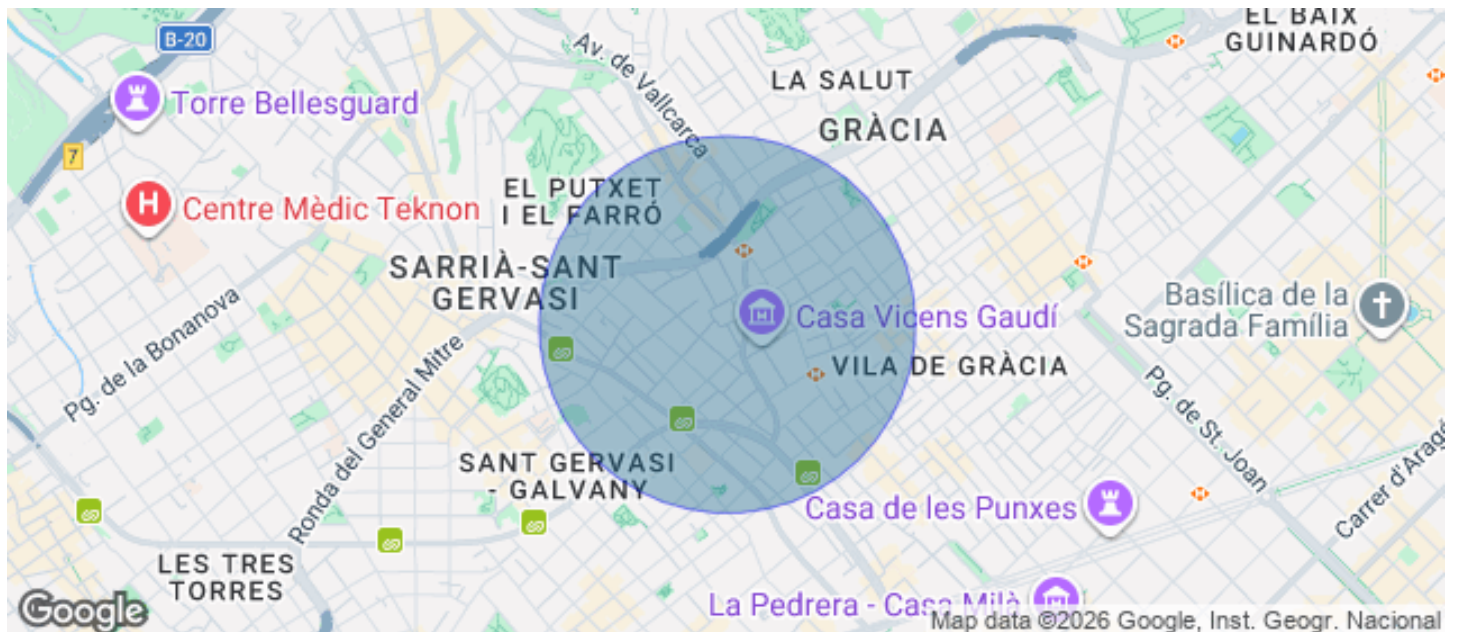 EL BAIX
GUINARDÓ
B-20
Av. de Vallcarca
LA SALUT
Torre Bellesguard
GRÀCIA
7
EL PUTXET
I EL FARRÓ
H
Centre Mèdic Teknon
SARRIÀ-SANT
GERVASI
Basílica de la
Sagrada Família
Casa Vicens Gaudí
Pg. de la Bonanova
VILA DE GRÀCIA
Ronda del General Mitre
Pg. de St. Joan
SANT GERVASI
- GALVANY
Casa de les Punxes
Carrer d'Aragó
LES TRES
TORRES
La Pedrera - Casa Milà
Google
Map data ©2026 Google, Inst. Geogr. Nacional